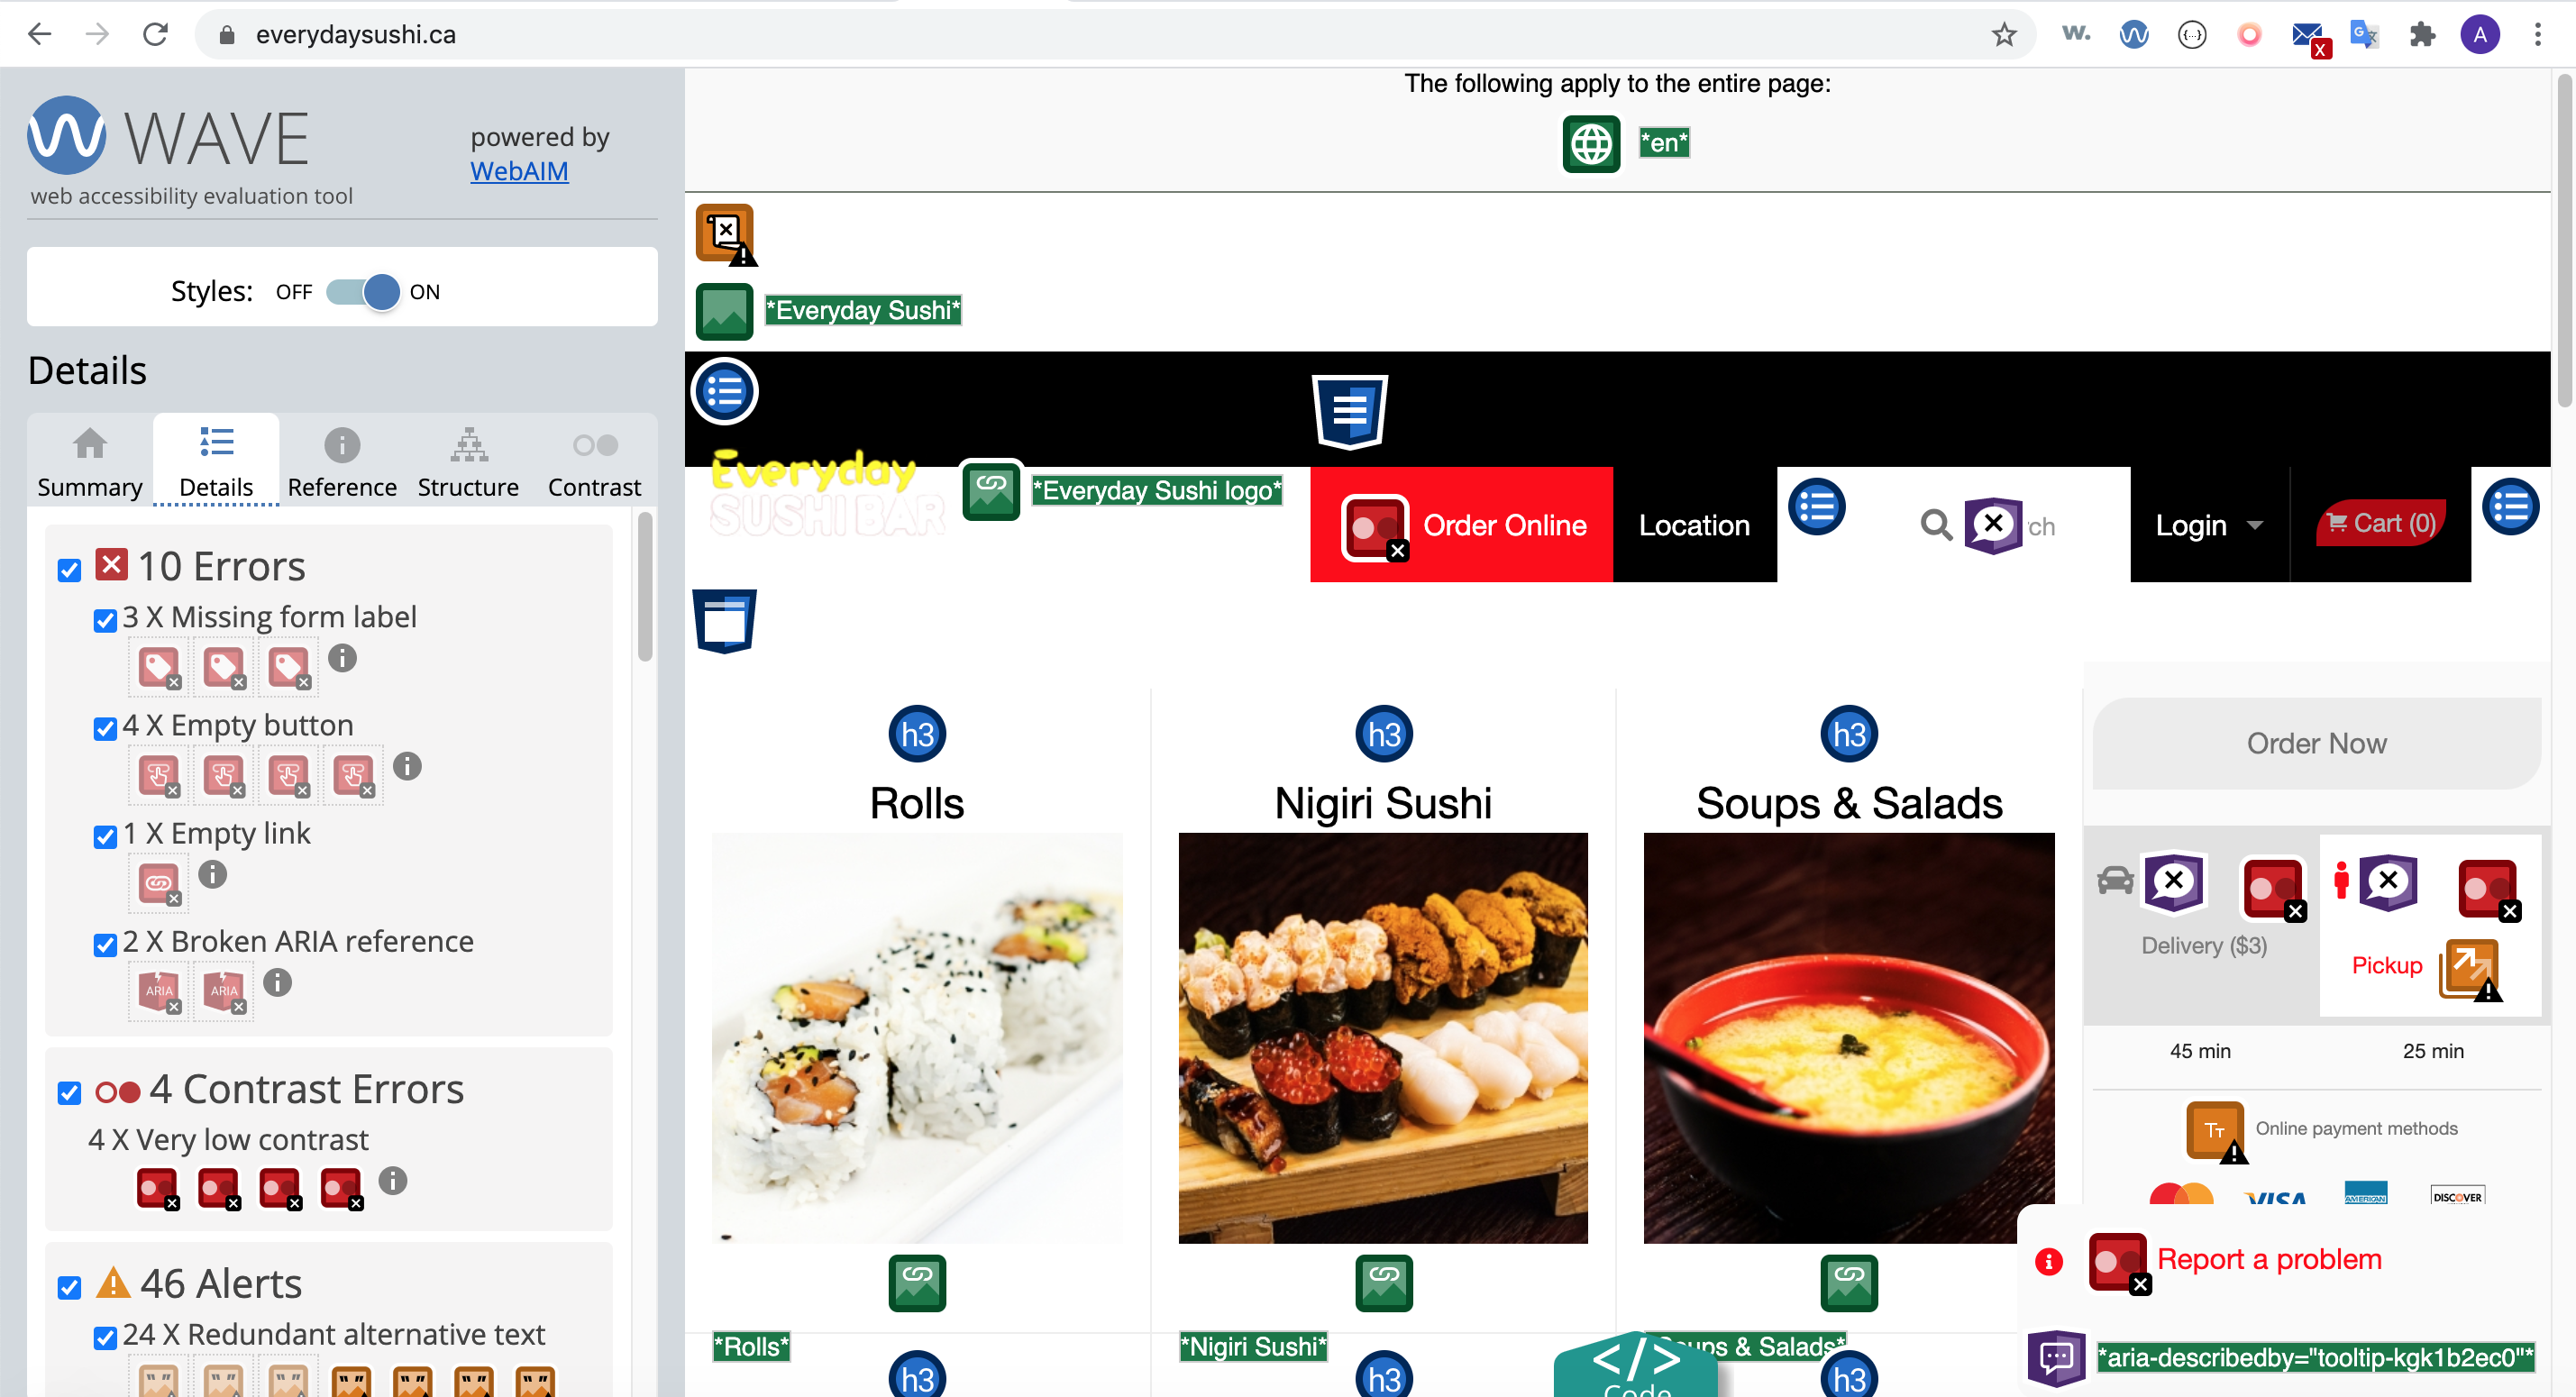 everydaysushi.ca
A
WAVE
powered by
WebAIM
web accessibility evaluation tool
Styles: OFF ON
Details
Summary Details Reference Structure Contrast
10 Errors
3 X Missing form label
4 X Empty button
1 X Empty link
2 X Broken ARIA reference
ARIA ARIA
4 Contrast Errors
4 X Very low contrast
46 Alerts
24 X Redundant alternative text
The following apply to the entire page:
*en*
*Everyday Sushi*
Everyday
SUSHI BAR
*Everyday Sushi logo*
Order Online
Location
rch
Login
Cart (0)
h3 h3 h3
Rolls
Nigiri Sushi
Soups & Salads
Order Now
Delivery ($3)
Pickup
45 min 25 min
Online payment methods
VISA AMERICAN DISCOVER
Report a problem
*Rolls*
*Nigiri Sushi*
oups & Salads*
*aria-describedby="tooltip-kgk1b2ec0"*
h3 h3 h3
</> Code